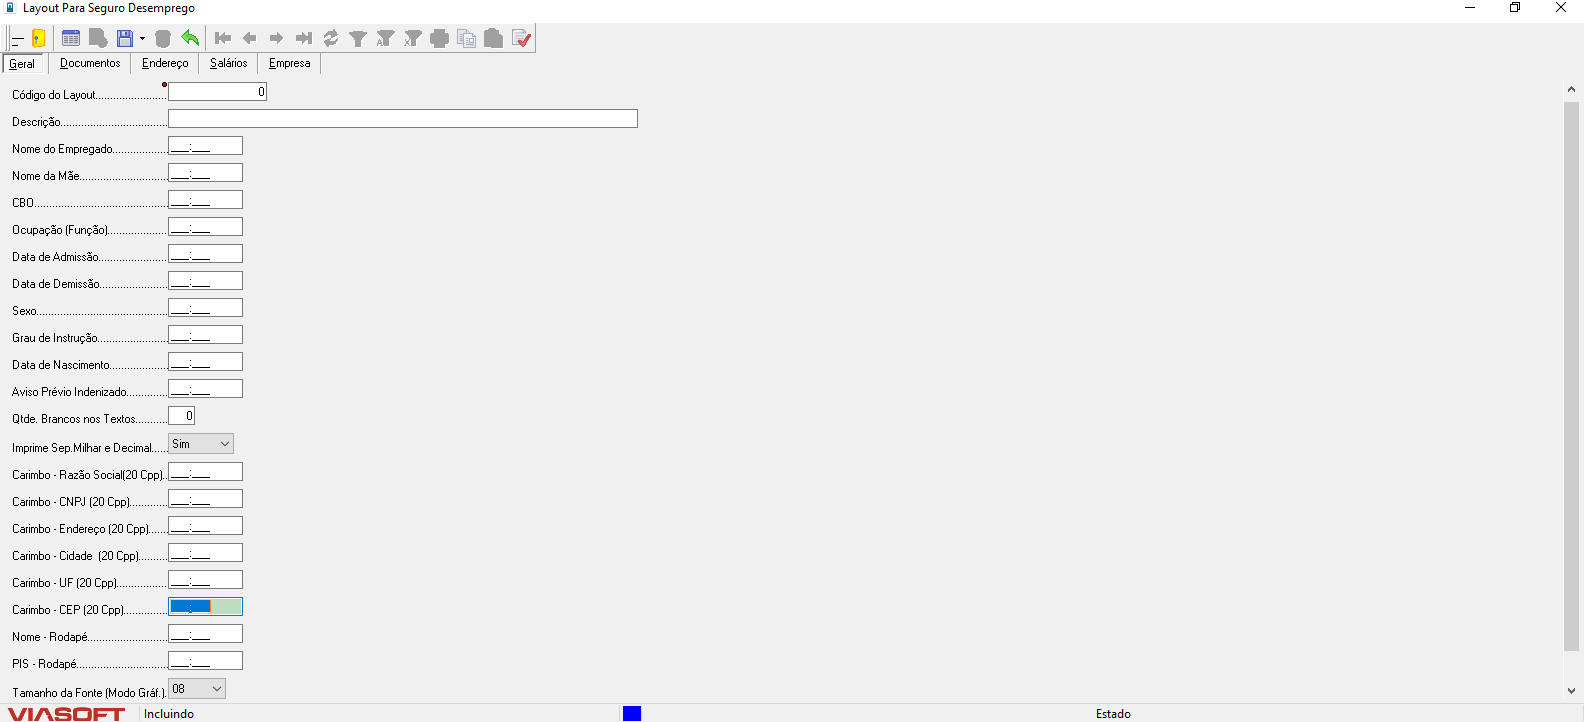 Layout Para Seguro Desemprego
Geral Documentos Endereço Salários Empresa
Código do Layout........................ 0
Descrição....................................
Nome do Empregado................... ___:___
Nome da Mãe.............................. ___:___
CBO............................................. ___:___
Ocupação (Função).................... ___:___
Data de Admissão....................... ___:___
Data de Demissão....................... ___:___
Sexo............................................ ___:___
Grau de Instrução........................ ___:___
Data de Nascimento.................... ___:___
Aviso Prévio Indenizado.............. ___:___
Qtde. Brancos nos Textos........... 0
Imprime Sep.Milhar e Decimal...... Sim
Carimbo - Razão Social(20 Cpp).. ___:___
Carimbo - CNPJ (20 Cpp)............. ___:___
Carimbo - Endereço (20 Cpp)....... ___:___
Carimbo - Cidade  (20 Cpp).......... ___:___
Carimbo - UF (20 Cpp)................. ___:___
Carimbo - CEP (20 Cpp)............... ___:___
Nome - Rodapé........................... ___:___
PIS - Rodapé............................... ___:___
Tamanho da Fonte (Modo Gráf.). 08
VIASOFT Incluindo Estado